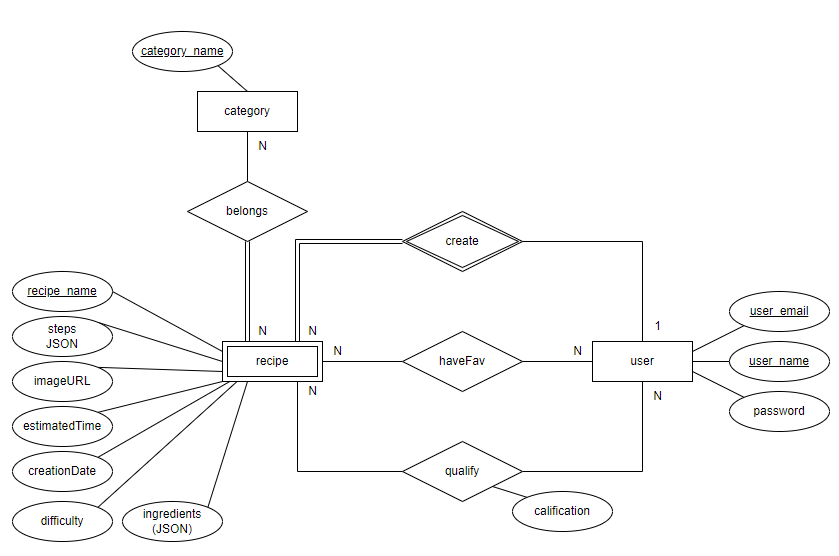 category_name
category
N
belongs
create
recipe_name
user_email
N
N
1
steps
JSON
N
N
recipe
haveFav
user
user_name
imageURL
N
N
password
estimatedTime
creationDate
qualify
ingredients
(JSON)
calification
difficulty